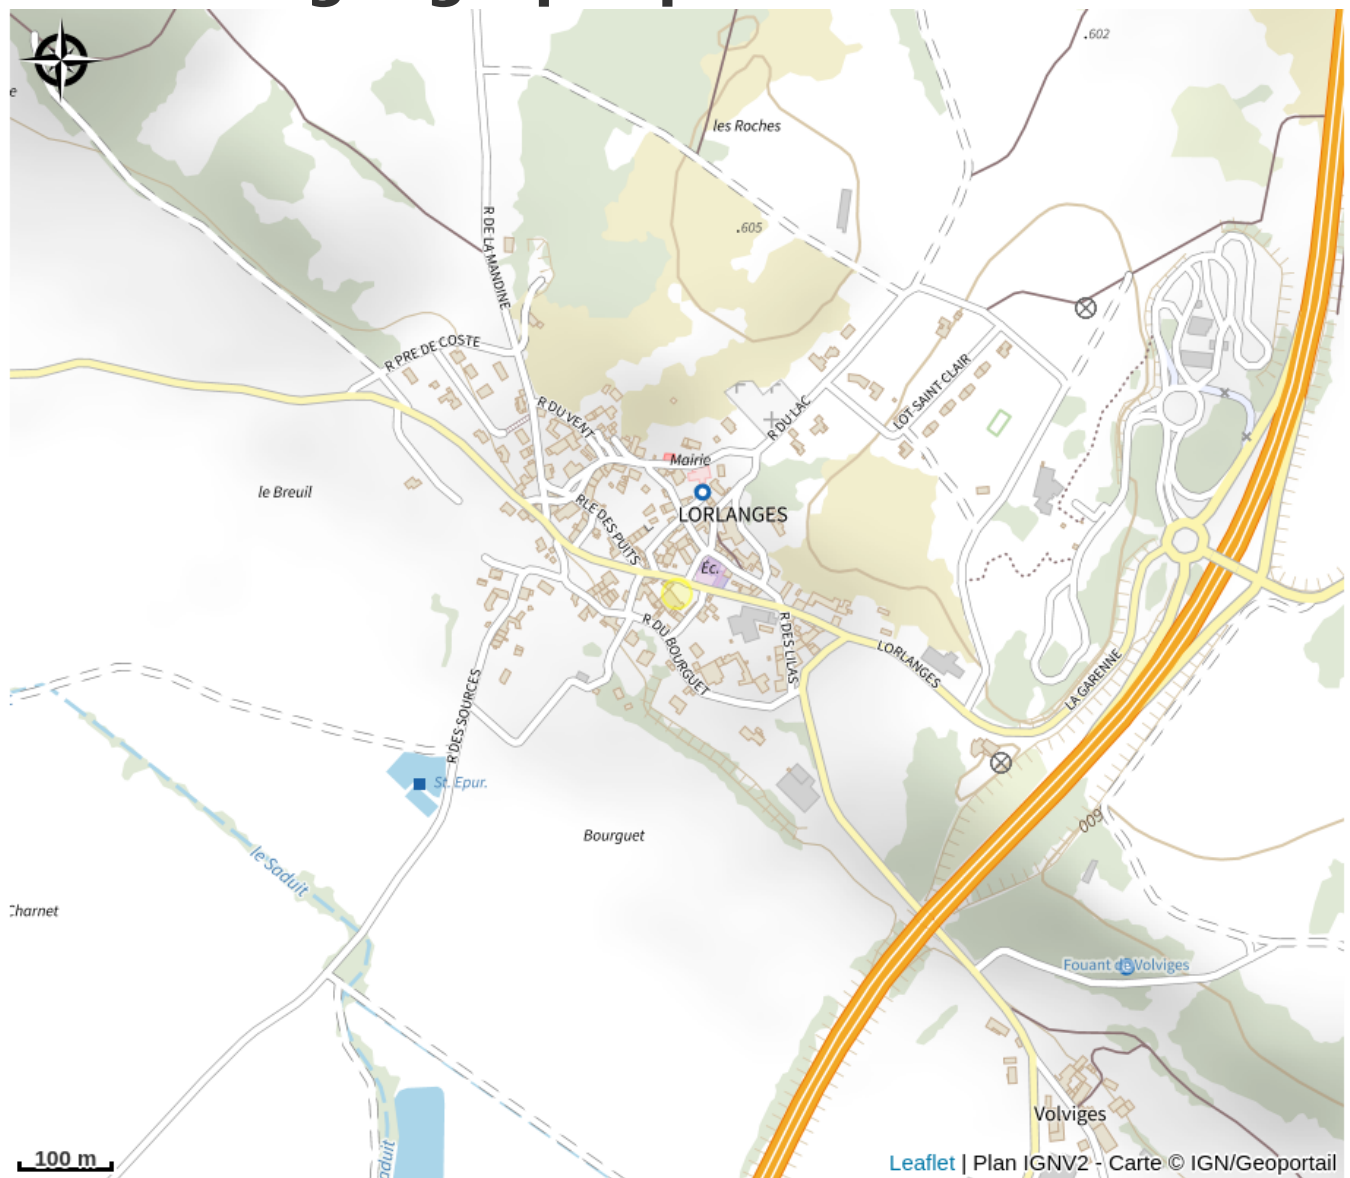 .602
les Roches
.605
R DE LA MANDINE
R PRE DE COSTE
LOT SAINT CLAIR
R DU VENT
R DU LAC
Mairie
le Breuil
RLE DES PUITS
LORLANGES
Éc.
R DU BOURGUET
R DES LILAS
LORLANGES
LA GARENNE
R DES SOURCES
St. Epur.
600
Bourguet
le Saduit
Charnet
Fouant de Volviges
Volviges
aduit
100 m
Leaflet | Plan IGNV2 - Carte © IGN/Geoportail